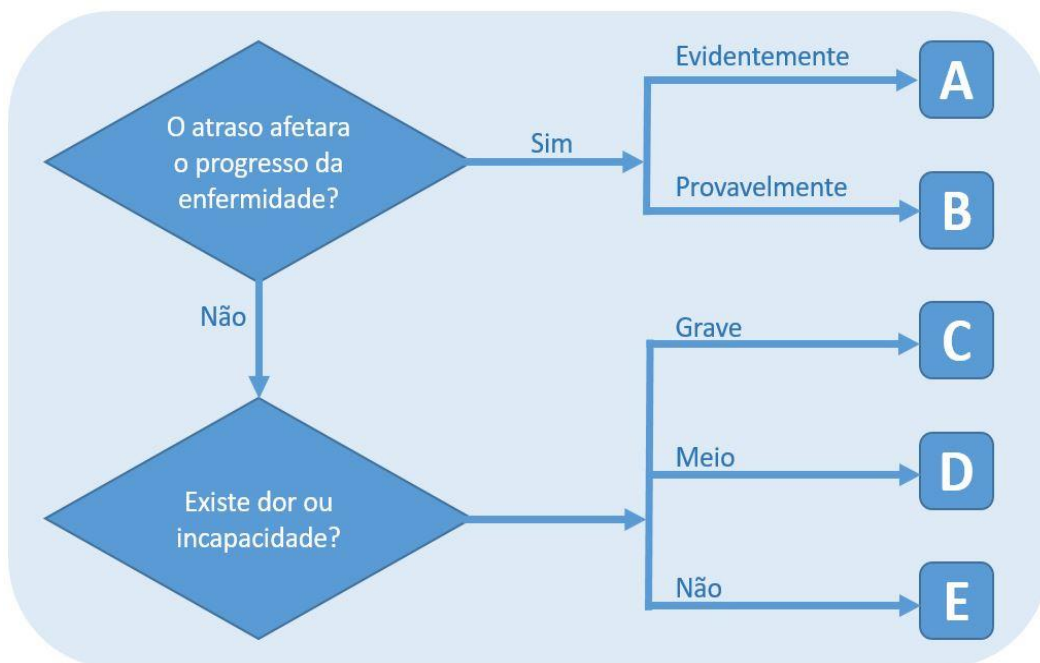 O atraso afetara
o progresso da
enfermidade?
Sim
Evidentemente
A
Provavelmente
B
Não
Existe dor ou
incapacidade?
Grave
C
Meio
D
Não
E